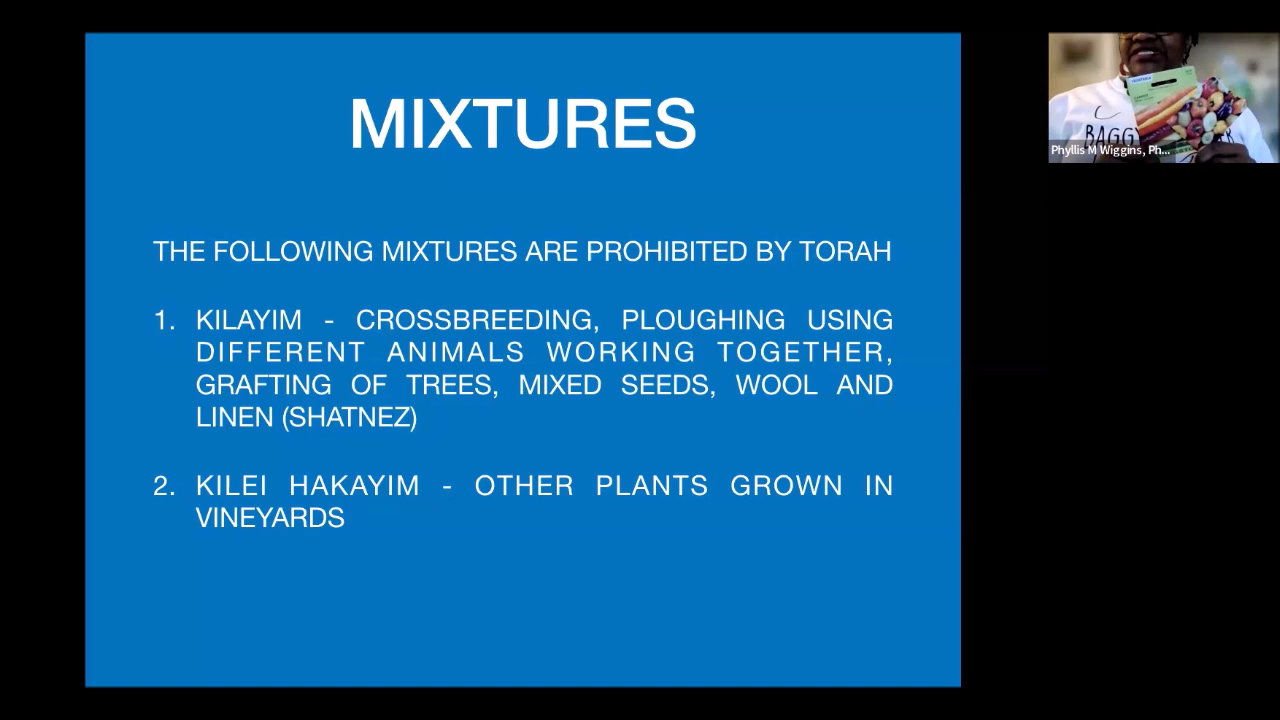 MIXTURES
THE FOLLOWING MIXTURES ARE PROHIBITED BY TORAH
1. KILAYIM - CROSSBREEDING, PLOUGHING USING
DIFFERENT ANIMALS WORKING TOGETHER,
GRAFTING OF TREES, MIXED SEEDS, WOOL AND
LINEN (SHATNEZ)
2. KILEI HAKAYIM - OTHER PLANTS GROWN IN
VINEYARDS
BAGGY
Phyllis M Wiggins, Ph...